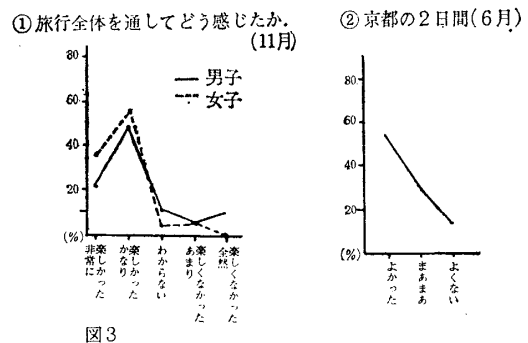 ① 旅行全体を通してどう感じたか.
(11月)
80
60
40
20
(%)
男子
女子
非常に楽しかった
かなり楽しかった
わからない
あまり楽しくなかった
全然楽しくなかった
図3
② 京都の2日間(6月)
80
60
40
20
(%)
よかった
まあまあ
よくない